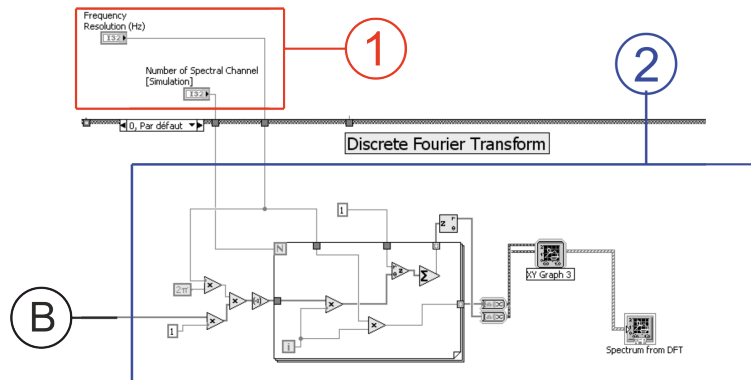 Frequency
Resolution (Hz)
I32
1
2
Number of Spectral Channel
[Simulation]
I32
0, Par défaut
Discrete Fourier Transform
1
N
z
r
θ
z
Σ
XY Graph 3
2π
B
1
i
Spectrum from DFT